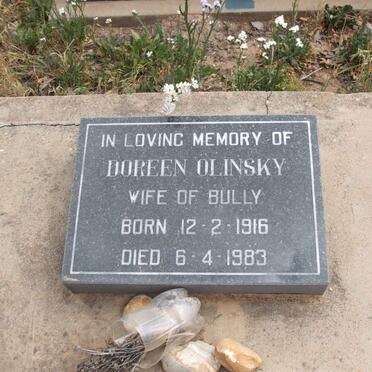 IN LOVING MEMORY OF
DOREEN OLINSKY
WIFE OF BULLY
BORN 12-2-1916
DIED 6-4-1983